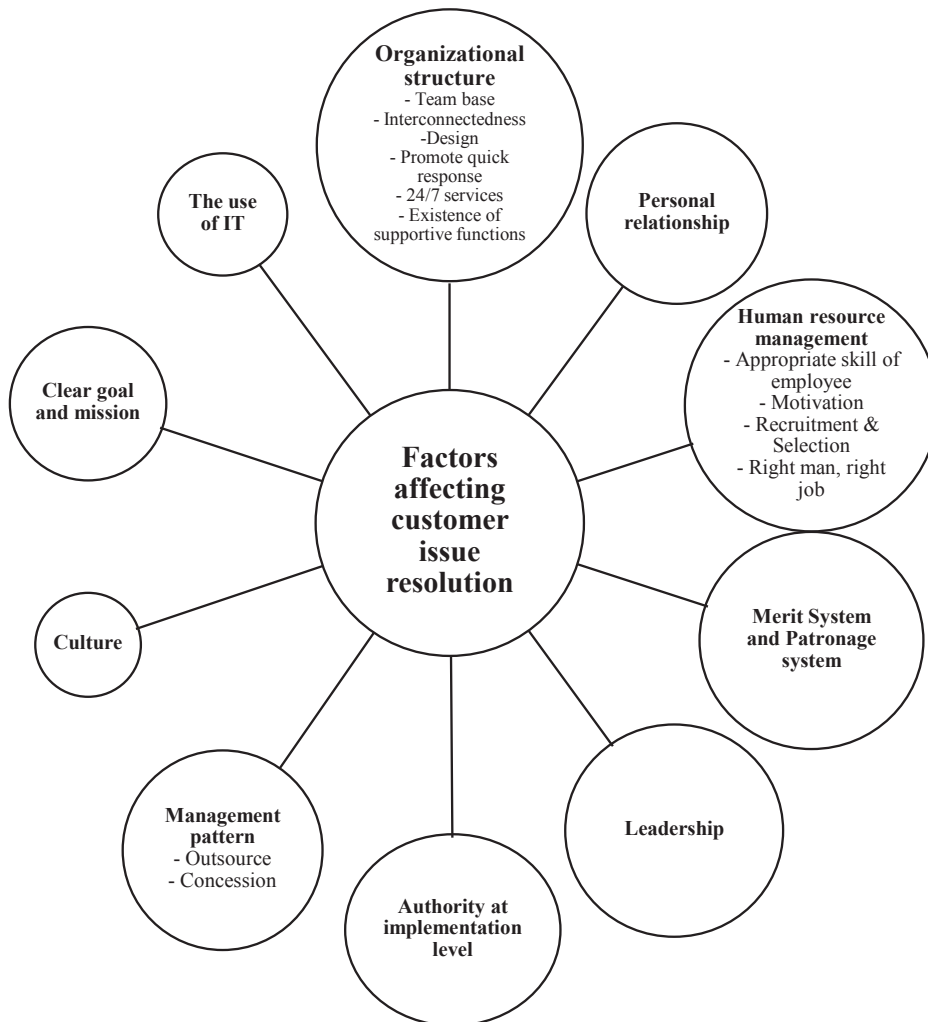 Organizational
structure
- Team base
- Interconnectedness
-Design
- Promote quick
response
- 24/7 services
- Existence of
supportive functions
Personal
relationship
Human resource
management
- Appropriate skill of
employee
- Motivation
- Recruitment &
Selection
- Right man, right
job
Merit System
and Patronage
system
Leadership
Authority at
implementation
level
Management
pattern
- Outsource
- Concession
Culture
Clear goal
and mission
The use
of IT
Factors
affecting
customer
issue
resolution